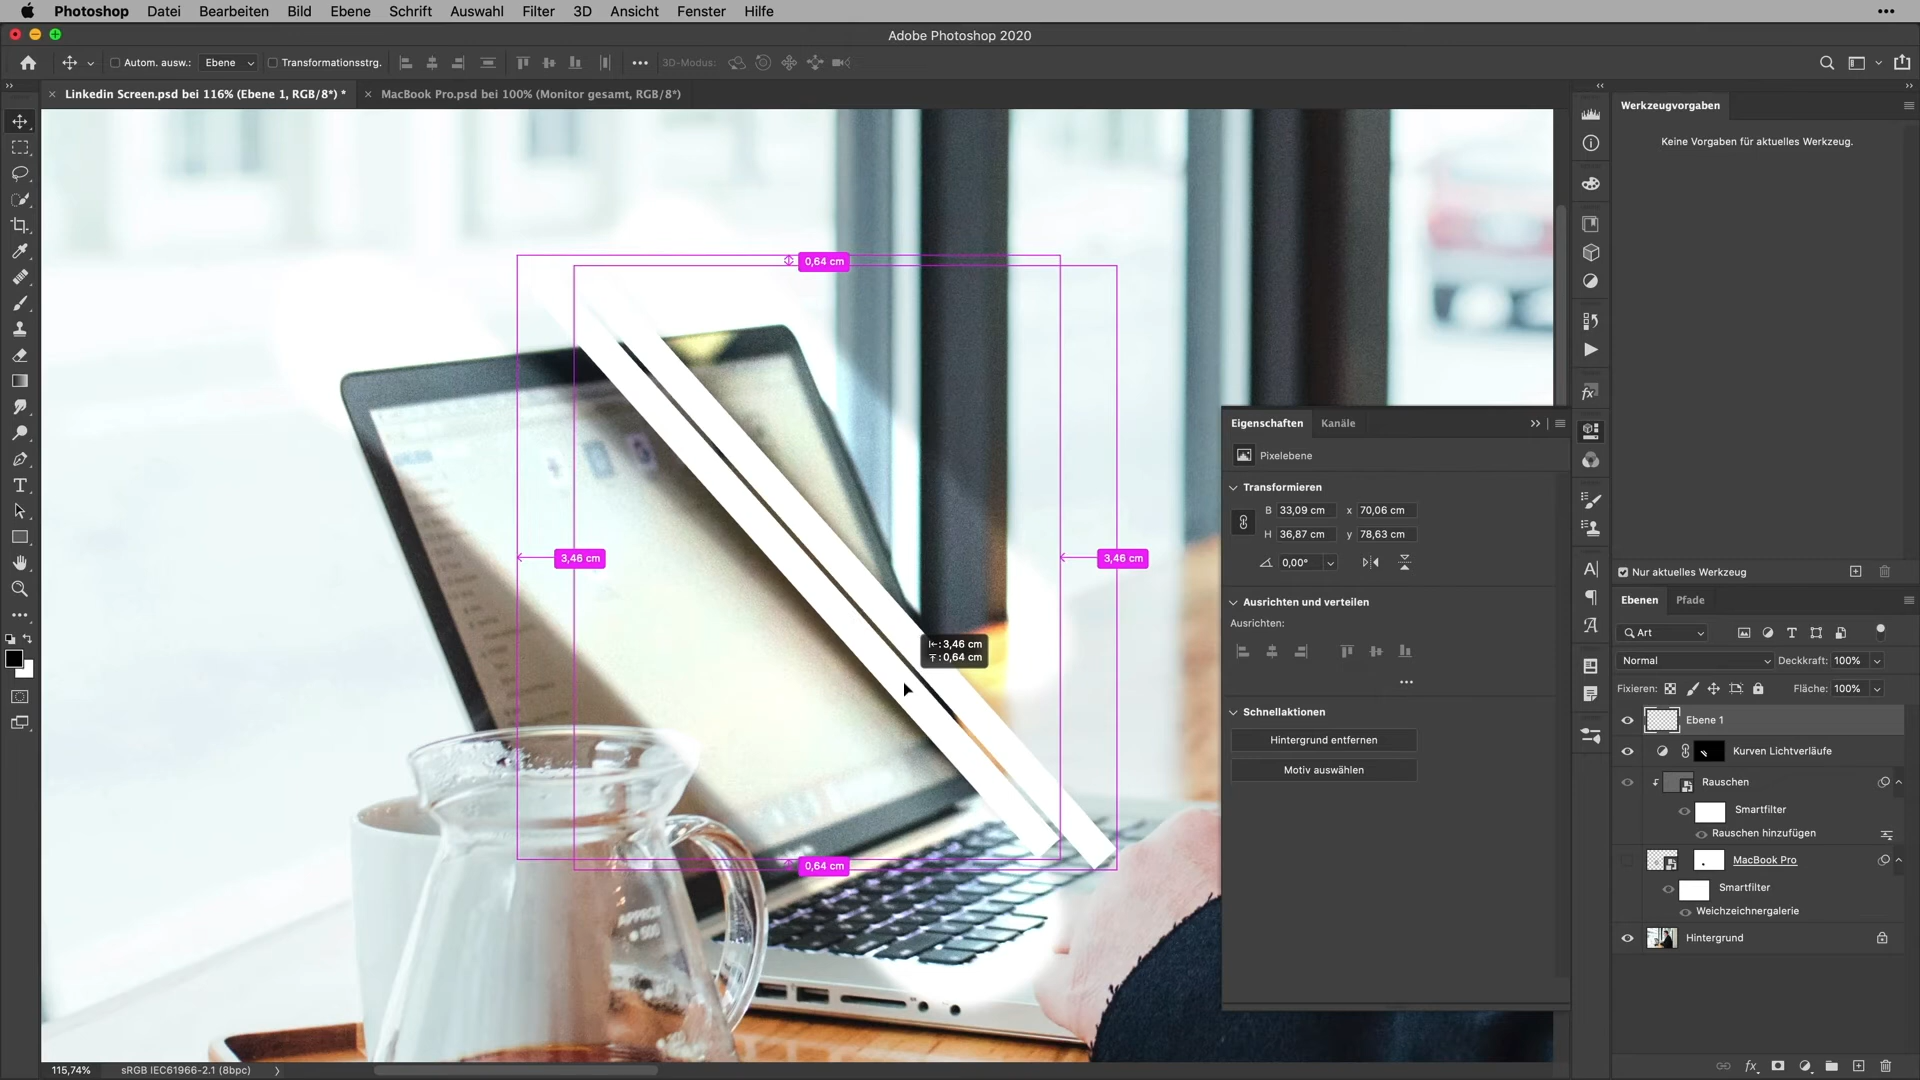 Photoshop Datei Bearbeiten Bild Ebene Schrift Auswahl Filter 3D Ansicht Fenster Hilfe
Adobe Photoshop 2020
Autom. ausw.: Ebene Transformationsstrg. 3D-Modus:
Linkedin Screen.psd bei 116% (Ebene 1, RGB/8*) * MacBook Pro.psd bei 100% (Monitor gesamt, RGB/8*)
Werkzeugvorgaben
Keine Vorgaben für aktuelles Werkzeug.
0,64 cm
Eigenschaften Kanäle
Pixelebene
Transformieren
B 33,09 cm x 70,06 cm
H 36,87 cm y 78,63 cm
0,00°
3,46 cm 3,46 cm
Nur aktuelles Werkzeug
Ausrichten und verteilen
Ausrichten:
Ebenen Pfade
Art
:3,46 cm
:0,64 cm
Normal Deckkraft: 100%
Fixieren: Fläche: 100%
Schnellaktionen
Hintergrund entfernen
Motiv auswählen
Ebene 1
Kurven Lichtverläufe
Rauschen
Smartfilter
Rauschen hinzufügen
MacBook Pro
Smartfilter
Weichzeichnergalerie
Hintergrund
0,64 cm
APPROX
500
115,74% sRGB IEC61966-2.1 (8bpc)